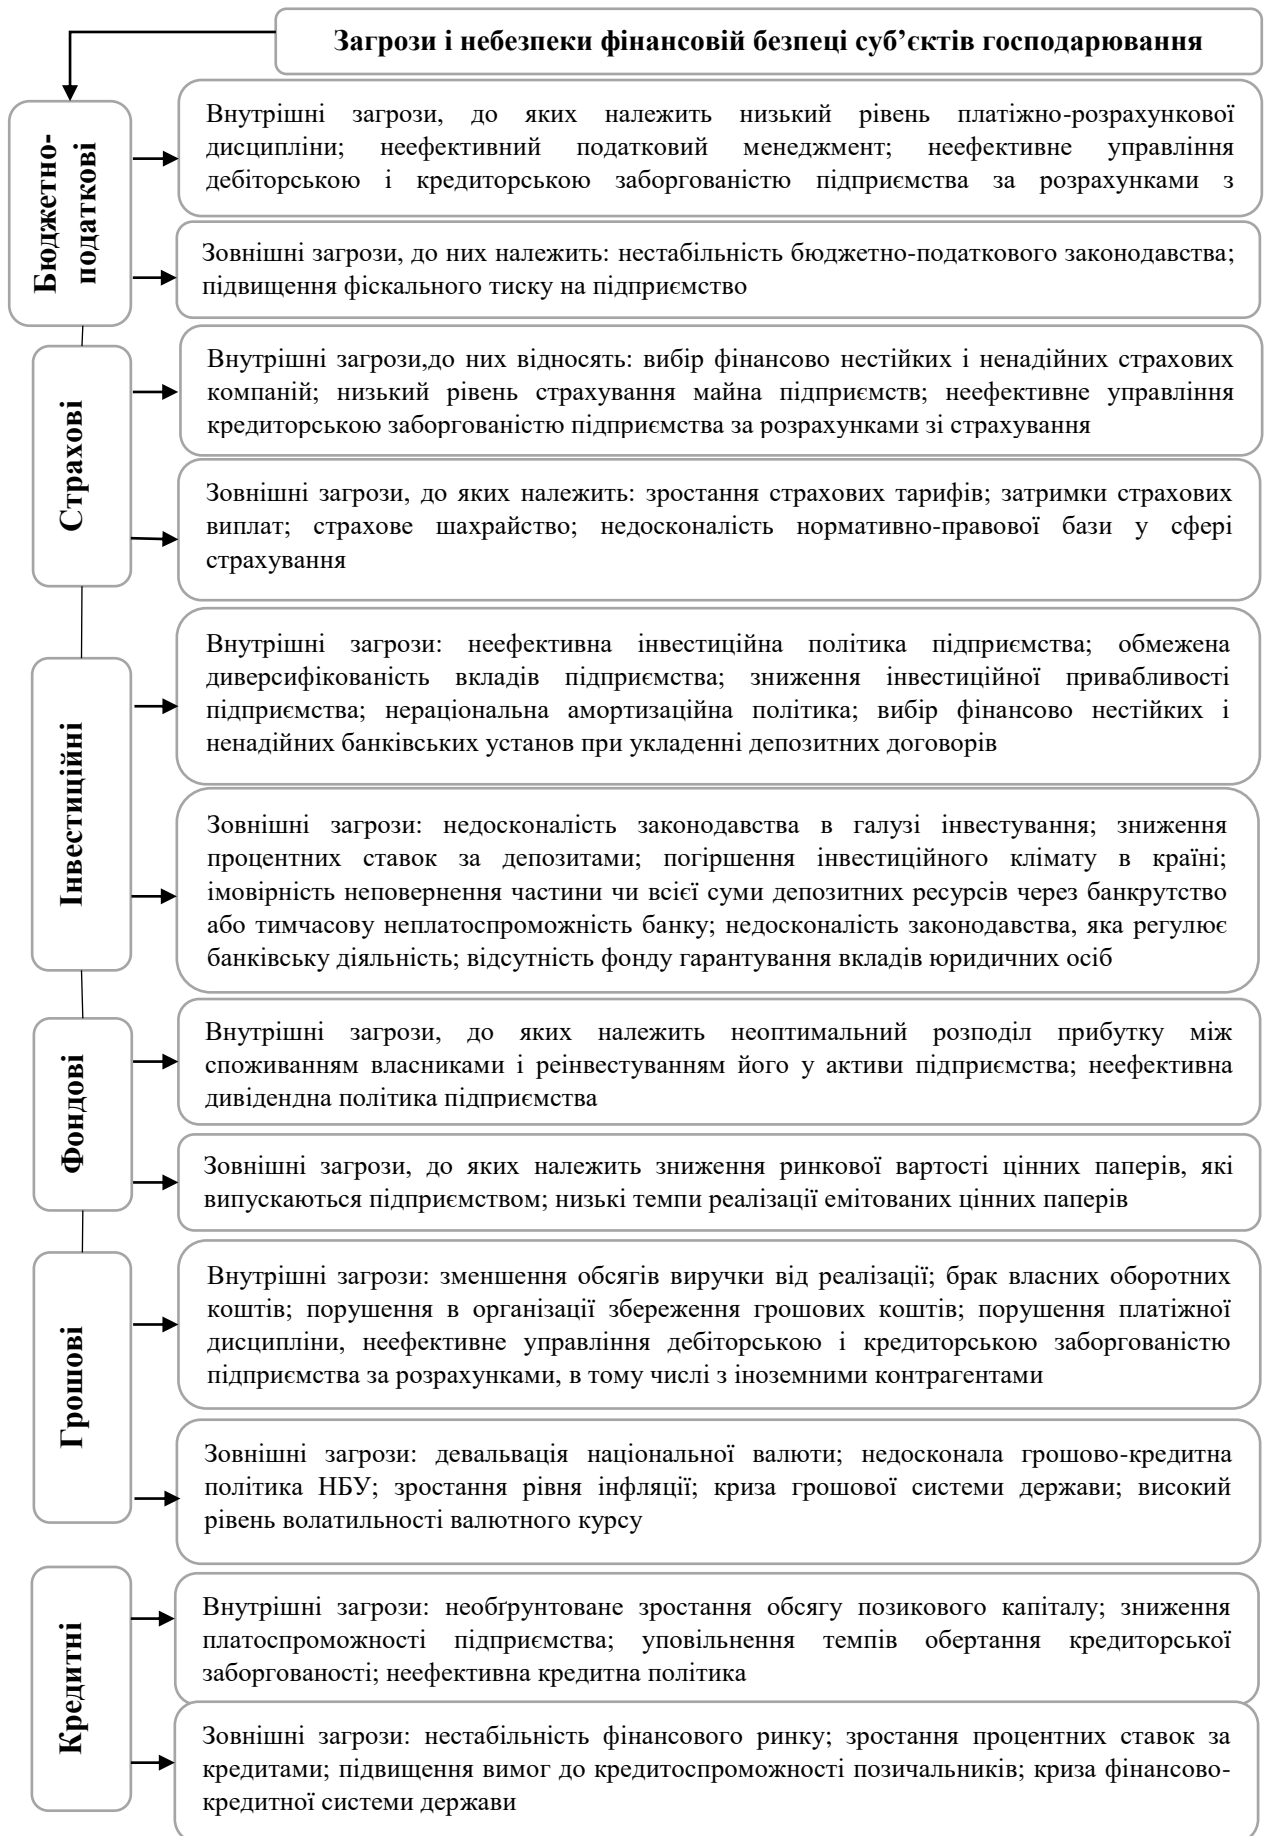 Загрози і небезпеки фінансовій безпеці суб’єктів господарювання
Бюджетно-
податкові
Внутрішні загрози, до яких належить низький рівень платіжно-розрахункової
дисципліни; неефективний податковий менеджмент; неефективне управління
дебіторською і кредиторською заборгованістю підприємства за розрахунками з
Зовнішні загрози, до них належить: нестабільність бюджетно-податкового законодавства;
підвищення фіскального тиску на підприємство
Страхові
Внутрішні загрози,до них відносять: вибір фінансово нестійких і ненадійних страхових
компаній; низький рівень страхування майна підприємств; неефективне управління
кредиторською заборгованістю підприємства за розрахунками зі страхування
Зовнішні загрози, до яких належить: зростання страхових тарифів; затримки страхових
виплат; страхове шахрайство; недосконалість нормативно-правової бази у сфері
страхування
Інвестиційні
Внутрішні загрози: неефективна інвестиційна політика підприємства; обмежена
диверсифікованість вкладів підприємства; зниження інвестиційної привабливості
підприємства; нераціональна амортизаційна політика; вибір фінансово нестійких і
ненадійних банківських установ при укладенні депозитних договорів
Зовнішні загрози: недосконалість законодавства в галузі інвестування; зниження
процентних ставок за депозитами; погіршення інвестиційного клімату в країні;
імовірність неповернення частини чи всієї суми депозитних ресурсів через банкрутство
або тимчасову неплатоспроможність банку; недосконалість законодавства, яка регулює
банківську діяльність; відсутність фонду гарантування вкладів юридичних осіб
Фондові
Внутрішні загрози, до яких належить неоптимальний розподіл прибутку між
споживанням власниками і реінвестуванням його у активи підприємства; неефективна
дивідендна політика підприємства
Зовнішні загрози, до яких належить зниження ринкової вартості цінних паперів, які
випускаються підприємством; низькі темпи реалізації емітованих цінних паперів
Грошові
Внутрішні загрози: зменшення обсягів виручки від реалізації; брак власних оборотних
коштів; порушення в організації збереження грошових коштів; порушення платіжної
дисципліни, неефективне управління дебіторською і кредиторською заборгованістю
підприємства за розрахунками, в тому числі з іноземними контрагентами
Зовнішні загрози: девальвація національної валюти; недосконала грошово-кредитна
політика НБУ; зростання рівня інфляції; криза грошової системи держави; високий
рівень волатильності валютного курсу
Кредитні
Внутрішні загрози: необґрунтоване зростання обсягу позикового капіталу; зниження
платоспроможності підприємства; уповільнення темпів обертання кредиторської
заборгованості; неефективна кредитна політика
Зовнішні загрози: нестабільність фінансового ринку; зростання процентних ставок за
кредитами; підвищення вимог до кредитоспроможності позичальників; криза фінансово-
кредитної системи держави